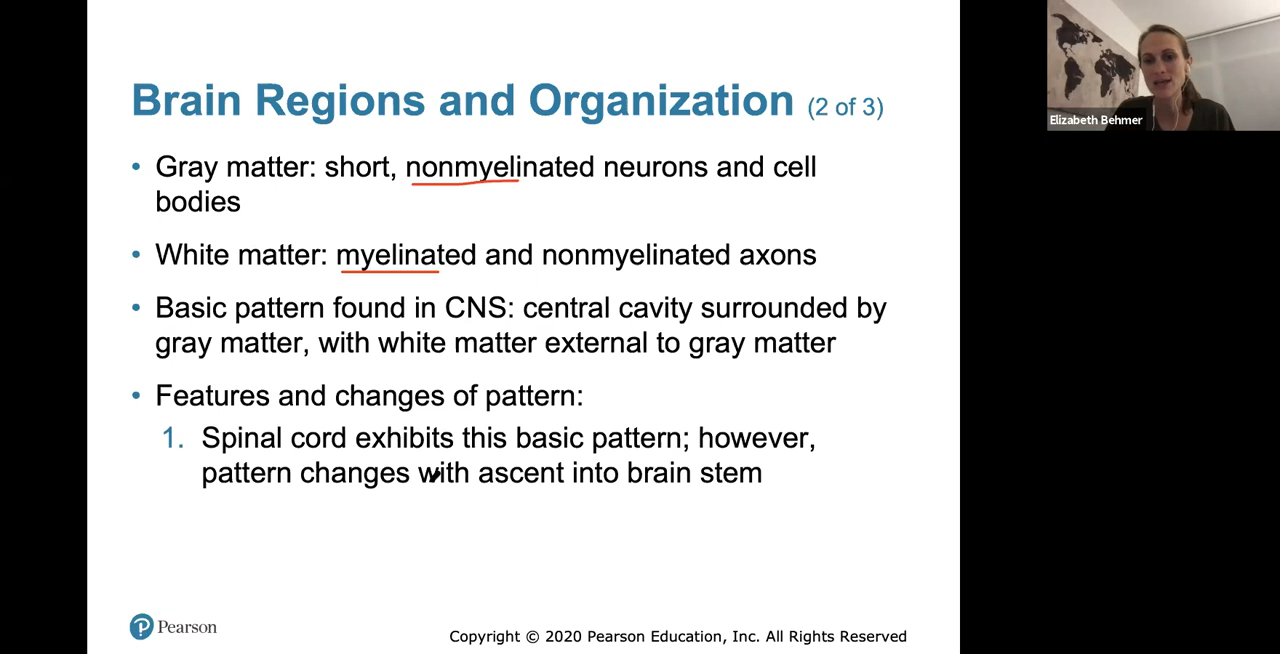 Brain Regions and Organization (2 of 3)
• Gray matter: short, nonmyelinated neurons and cell
bodies
• White matter: myelinated and nonmyelinated axons
• Basic pattern found in CNS: central cavity surrounded by
gray matter, with white matter external to gray matter
• Features and changes of pattern:
1. Spinal cord exhibits this basic pattern; however,
pattern changes with ascent into brain stem
P Pearson
Copyright © 2020 Pearson Education, Inc. All Rights Reserved
Elizabeth Behmer